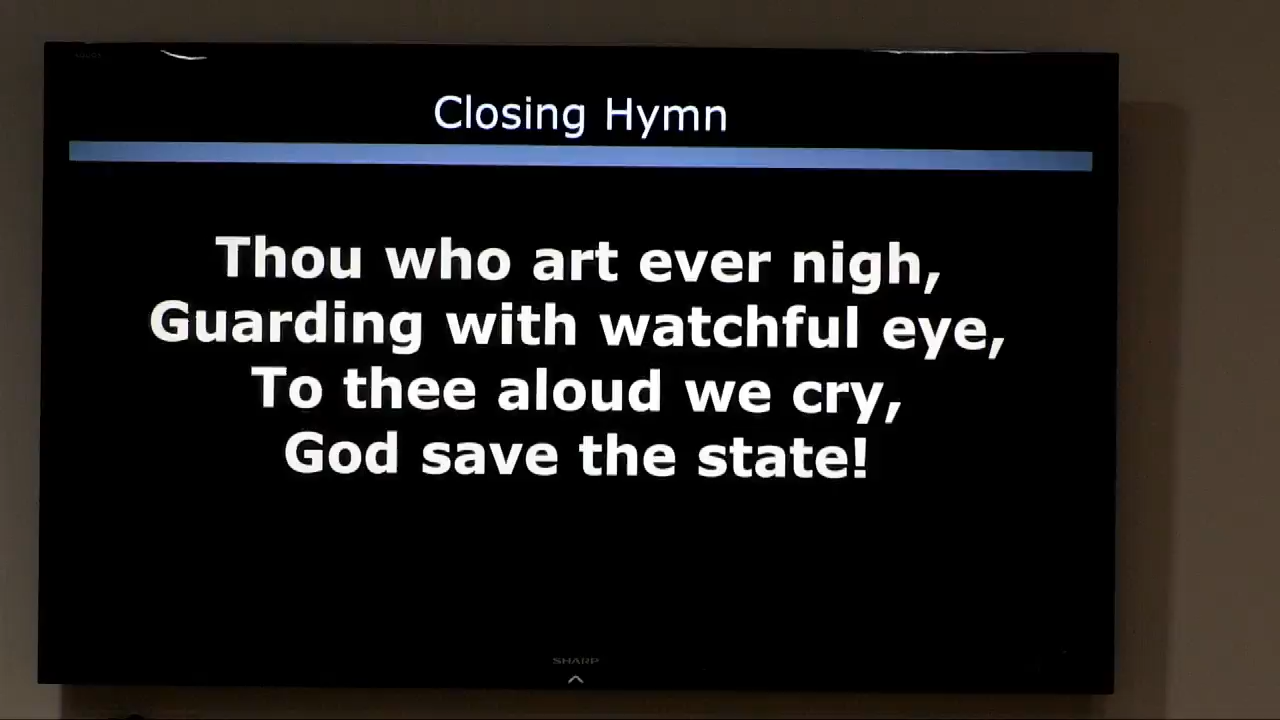 Closing Hymn
Thou who art ever nigh,
Guarding with watchful eye,
To thee aloud we cry,
God save the state!
SHARP